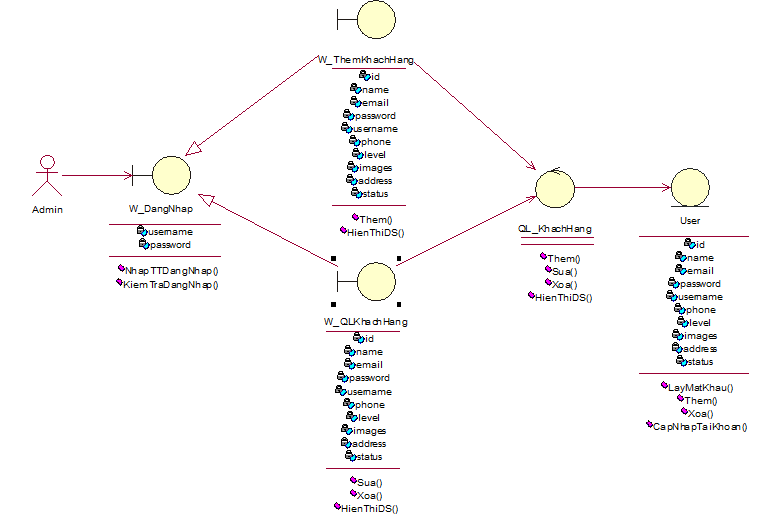 W_ThemKhachHang
id
name
email
password
username
phone
level
images
address
status
Them()
HienThiDS()
Admin
W_DangNhap
username
password
NhapTTDangNhap()
KiemTraDangNhap()
W_QLKhachHang
id
name
email
password
username
phone
level
images
address
status
Sua()
Xoa()
HienThiDS()
QL_KhachHang
Them()
Sua()
Xoa()
HienThiDS()
User
id
name
email
password
username
phone
level
images
address
status
LayMatKhau()
Them()
Xoa()
CapNhapTaiKhoan()